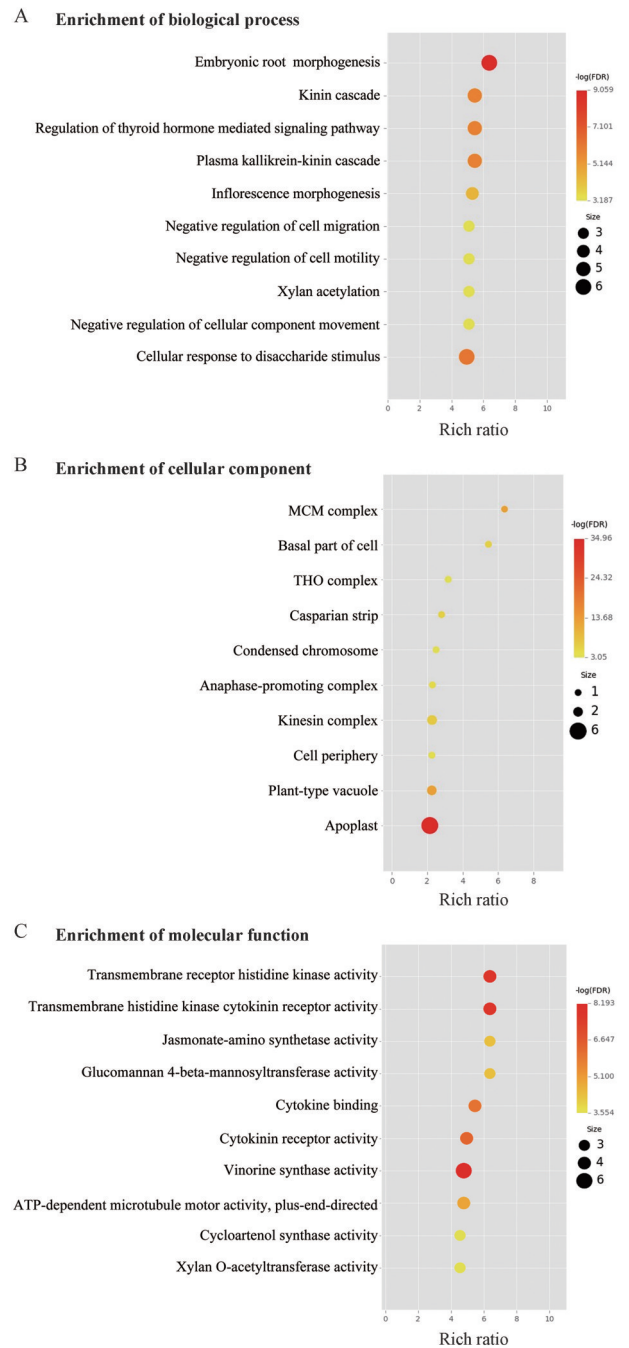 A Enrichment of biological process
Embryonic root morphogenesis
Kinin cascade
Regulation of thyroid hormone mediated signaling pathway
Plasma kallikrein-kinin cascade
Inflorescence morphogenesis
Negative regulation of cell migration
Negative regulation of cell motility
Xylan acetylation
Negative regulation of cellular component movement
Cellular response to disaccharide stimulus
0 2 4 6 8 10
Rich ratio
-log(FDR)
9.059
7.101
5.144
3.187
Size
3
4
5
6
B Enrichment of cellular component
MCM complex
Basal part of cell
THO complex
Casparian strip
Condensed chromosome
Anaphase-promoting complex
Kinesin complex
Cell periphery
Plant-type vacuole
Apoplast
0 2 4 6 8
Rich ratio
-log(FDR)
34.96
24.32
13.68
3.05
Size
1
2
6
C Enrichment of molecular function
Transmembrane receptor histidine kinase activity
Transmembrane histidine kinase cytokinin receptor activity
Jasmonate-amino synthetase activity
Glucomannan 4-beta-mannosyltransferase activity
Cytokine binding
Cytokinin receptor activity
Vinorine synthase activity
ATP-dependent microtubule motor activity, plus-end-directed
Cycloartenol synthase activity
Xylan O-acetyltransferase activity
0 2 4 6 8 10
Rich ratio
-log(FDR)
8.193
6.647
5.100
3.554
Size
3
4
6